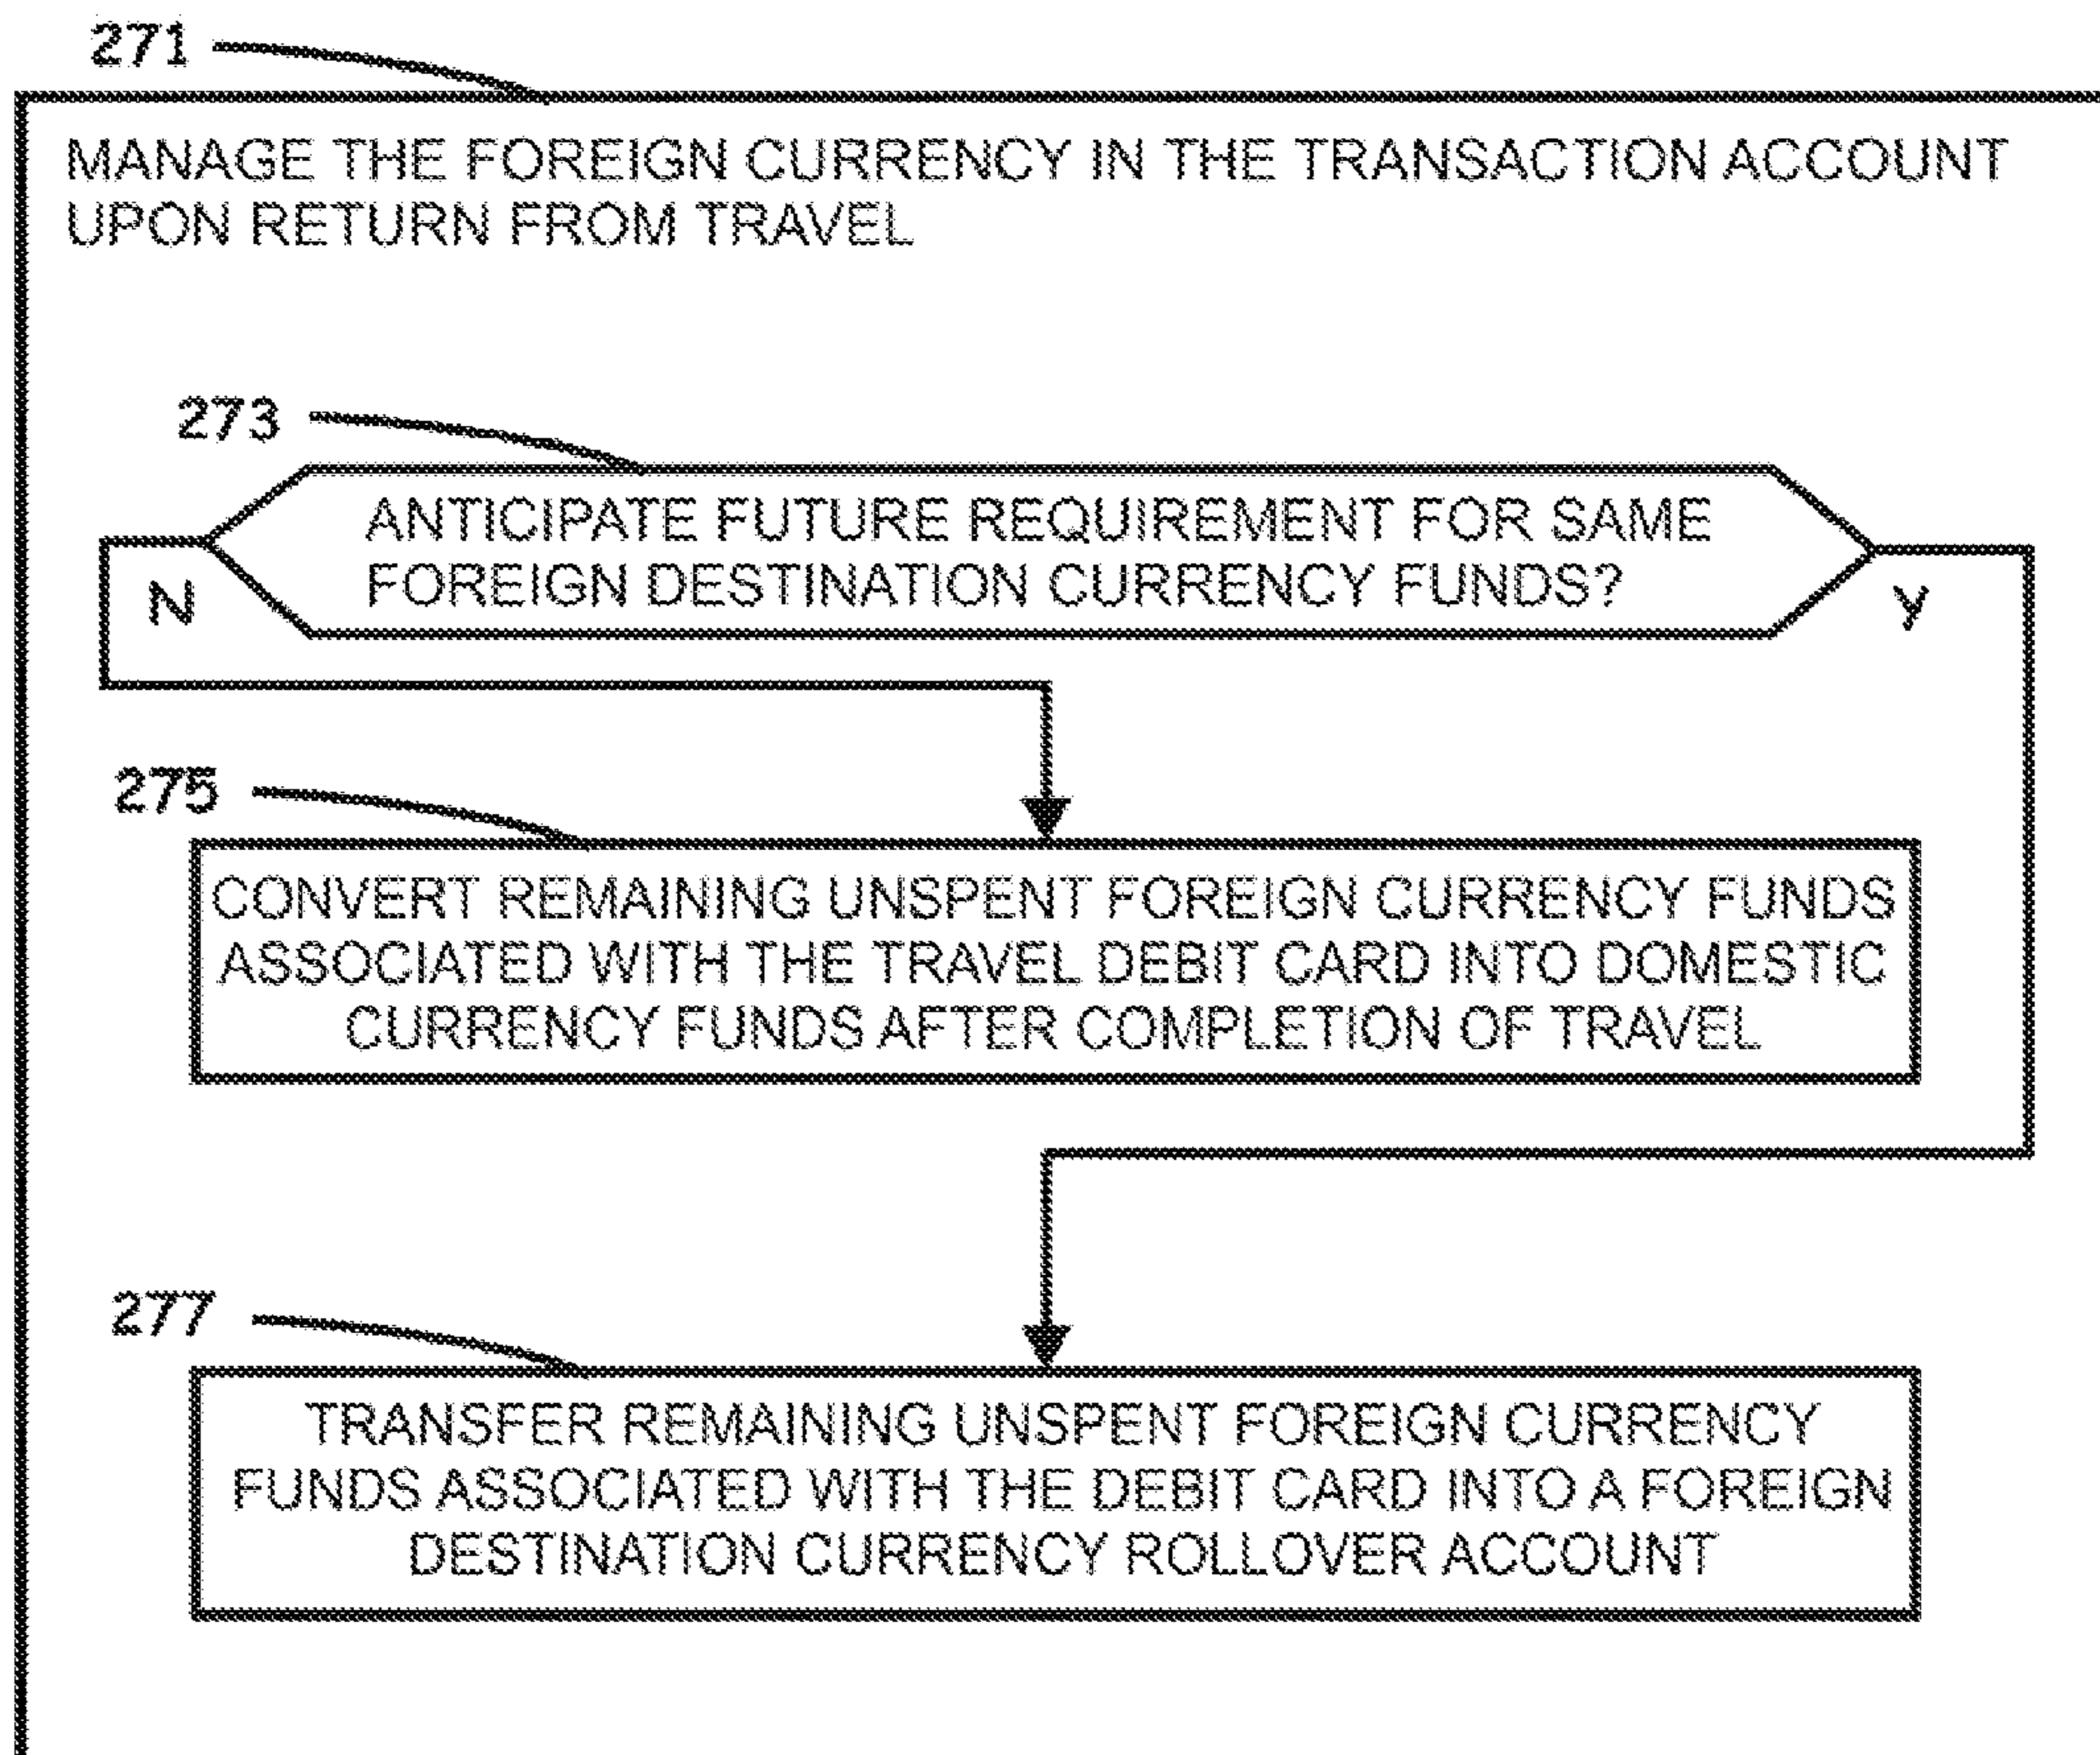 271
MANAGE THE FOREIGN CURRENCY IN THE TRANSACTION ACCOUNT
UPON RETURN FROM TRAVEL
273
ANTICIPATE FUTURE REQUIREMENT FOR SAME
FOREIGN DESTINATION CURRENCY FUNDS?
N
Y
275
CONVERT REMAINING UNSPENT FOREIGN CURRENCY FUNDS
ASSOCIATED WITH THE TRAVEL DEBIT CARD INTO DOMESTIC
CURRENCY FUNDS AFTER COMPLETION OF TRAVEL
277
TRANSFER REMAINING UNSPENT FOREIGN CURRENCY
FUNDS ASSOCIATED WITH THE DEBIT CARD INTO A FOREIGN
DESTINATION CURRENCY ROLLOVER ACCOUNT